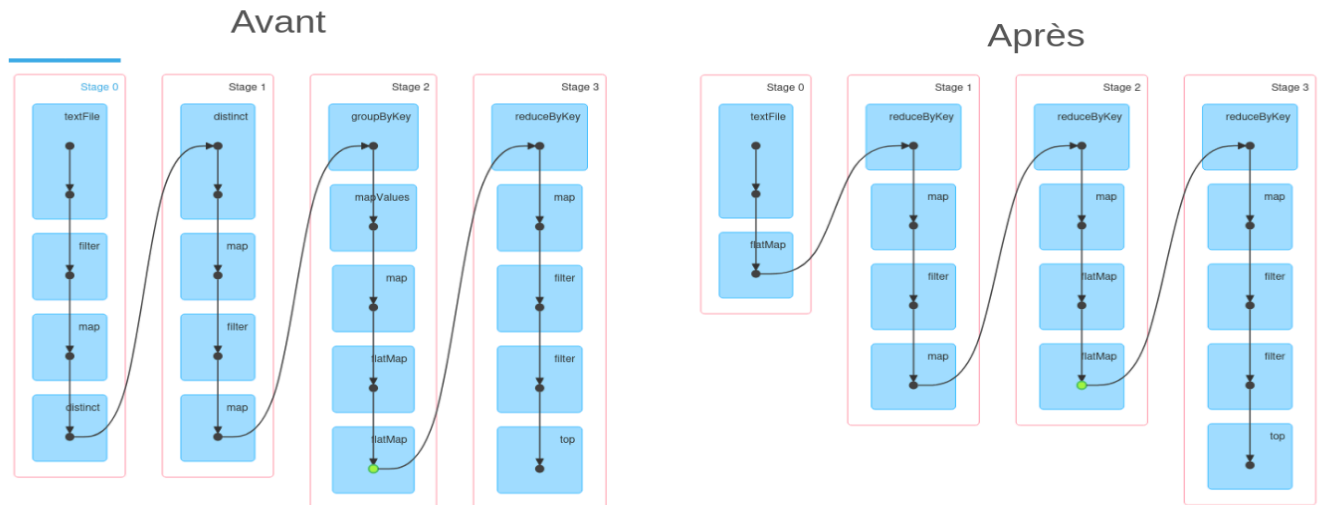 Avant
Stage 0
textFile
filter
map
distinct
Stage 1
distinct
map
filter
map
Stage 2
groupByKey
mapValues
map
flatMap
flatMap
Stage 3
reduceByKey
map
filter
filter
top
Après
Stage 0
textFile
flatMap
Stage 1
reduceByKey
map
filter
map
Stage 2
reduceByKey
map
flatMap
flatMap
Stage 3
reduceByKey
map
filter
filter
top